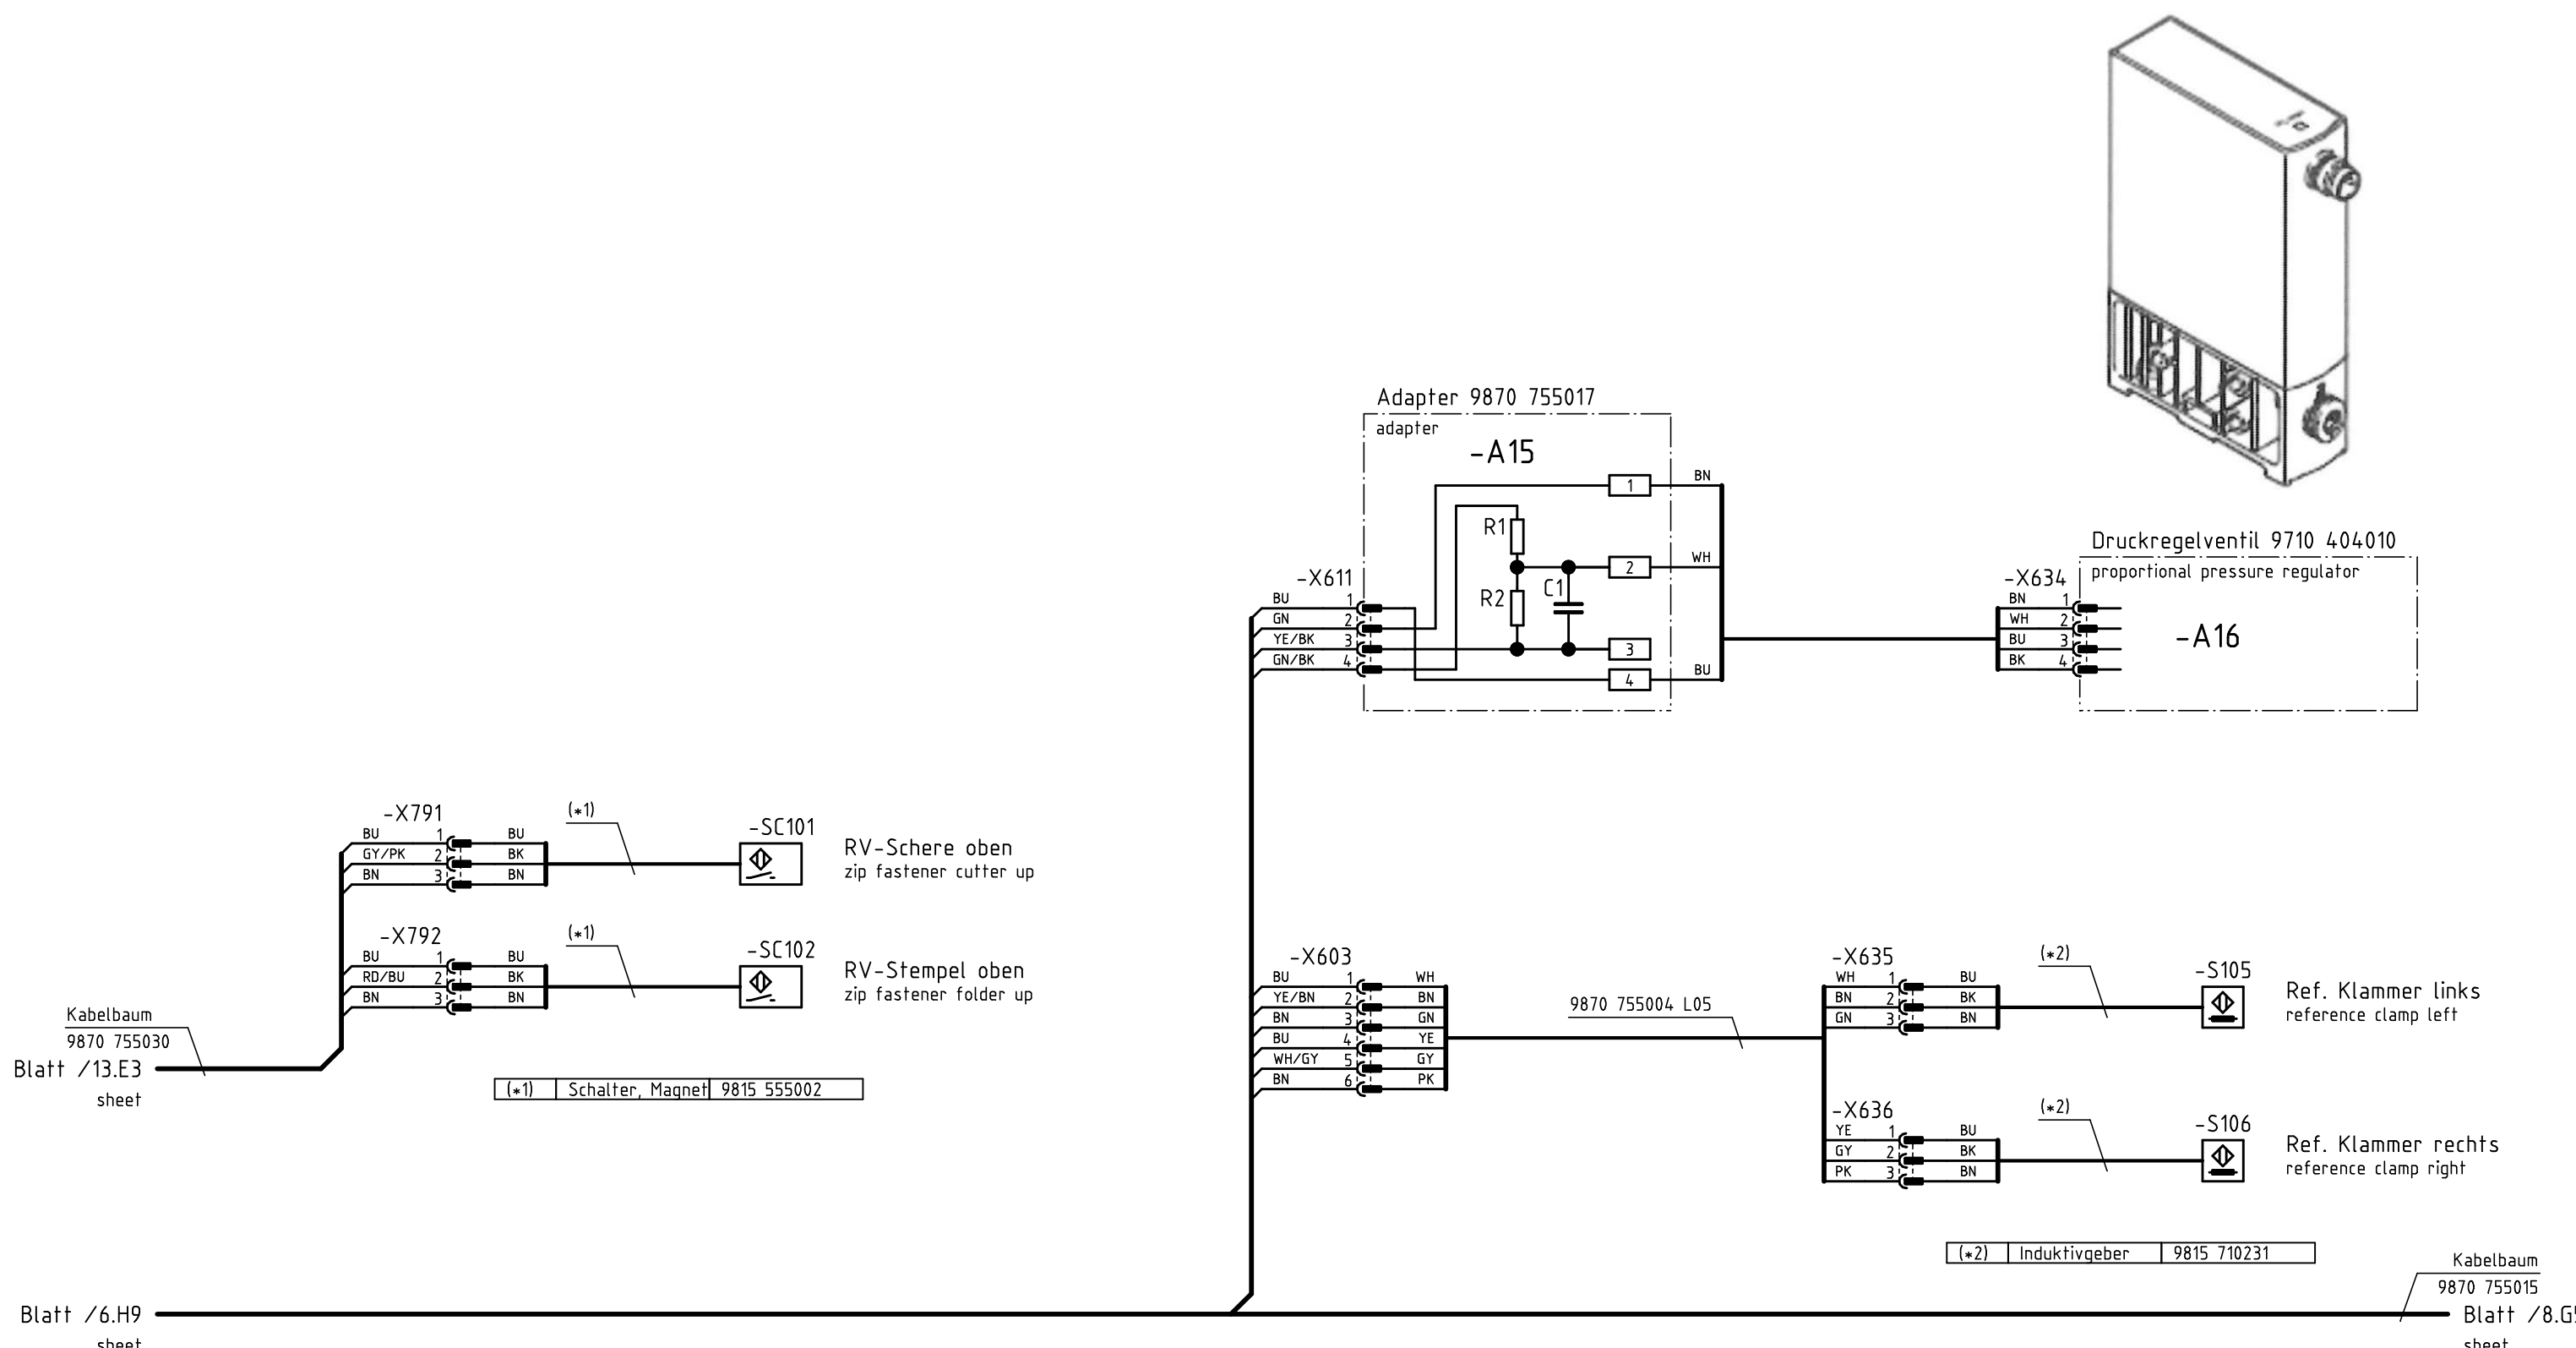 Adapter 9870 755017
adapter
-A15
1
BN
R1
2
WH
R2
C1
3
4
BU
-X611
BU 1
GN 2
YE/BK 3
GN/BK 4
Druckregelventil 9710 404010
proportional pressure regulator
-X634
BN 1
WH 2
BU 3
BK 4
-A16
-X791
BU 1 BU
GY/PK 2 BK
BN 3 BN
(*1)
-SC101
RV-Schere oben
zip fastener cutter up
-X792
BU 1 BU
RD/BU 2 BK
BN 3 BN
(*1)
-SC102
RV-Stempel oben
zip fastener folder up
Kabelbaum
9870 755030
Blatt /13.E3
sheet
(*1) Schalter, Magnet 9815 555002
-X603
BU 1 WH
YE/BN 2 BN
BN 3 GN
BU 4 YE
WH/GY 5 GY
BN 6 PK
9870 755004 L05
-X635
WH 1 BU
BN 2 BK
GN 3 BN
(*2)
-S105
Ref. Klammer links
reference clamp left
-X636
YE 1 BU
GY 2 BK
PK 3 BN
(*2)
-S106
Ref. Klammer rechts
reference clamp right
(*2) Induktivgeber 9815 710231
Kabelbaum
9870 755015
Blatt /6.H9
sheet
Blatt /8.G
sheet